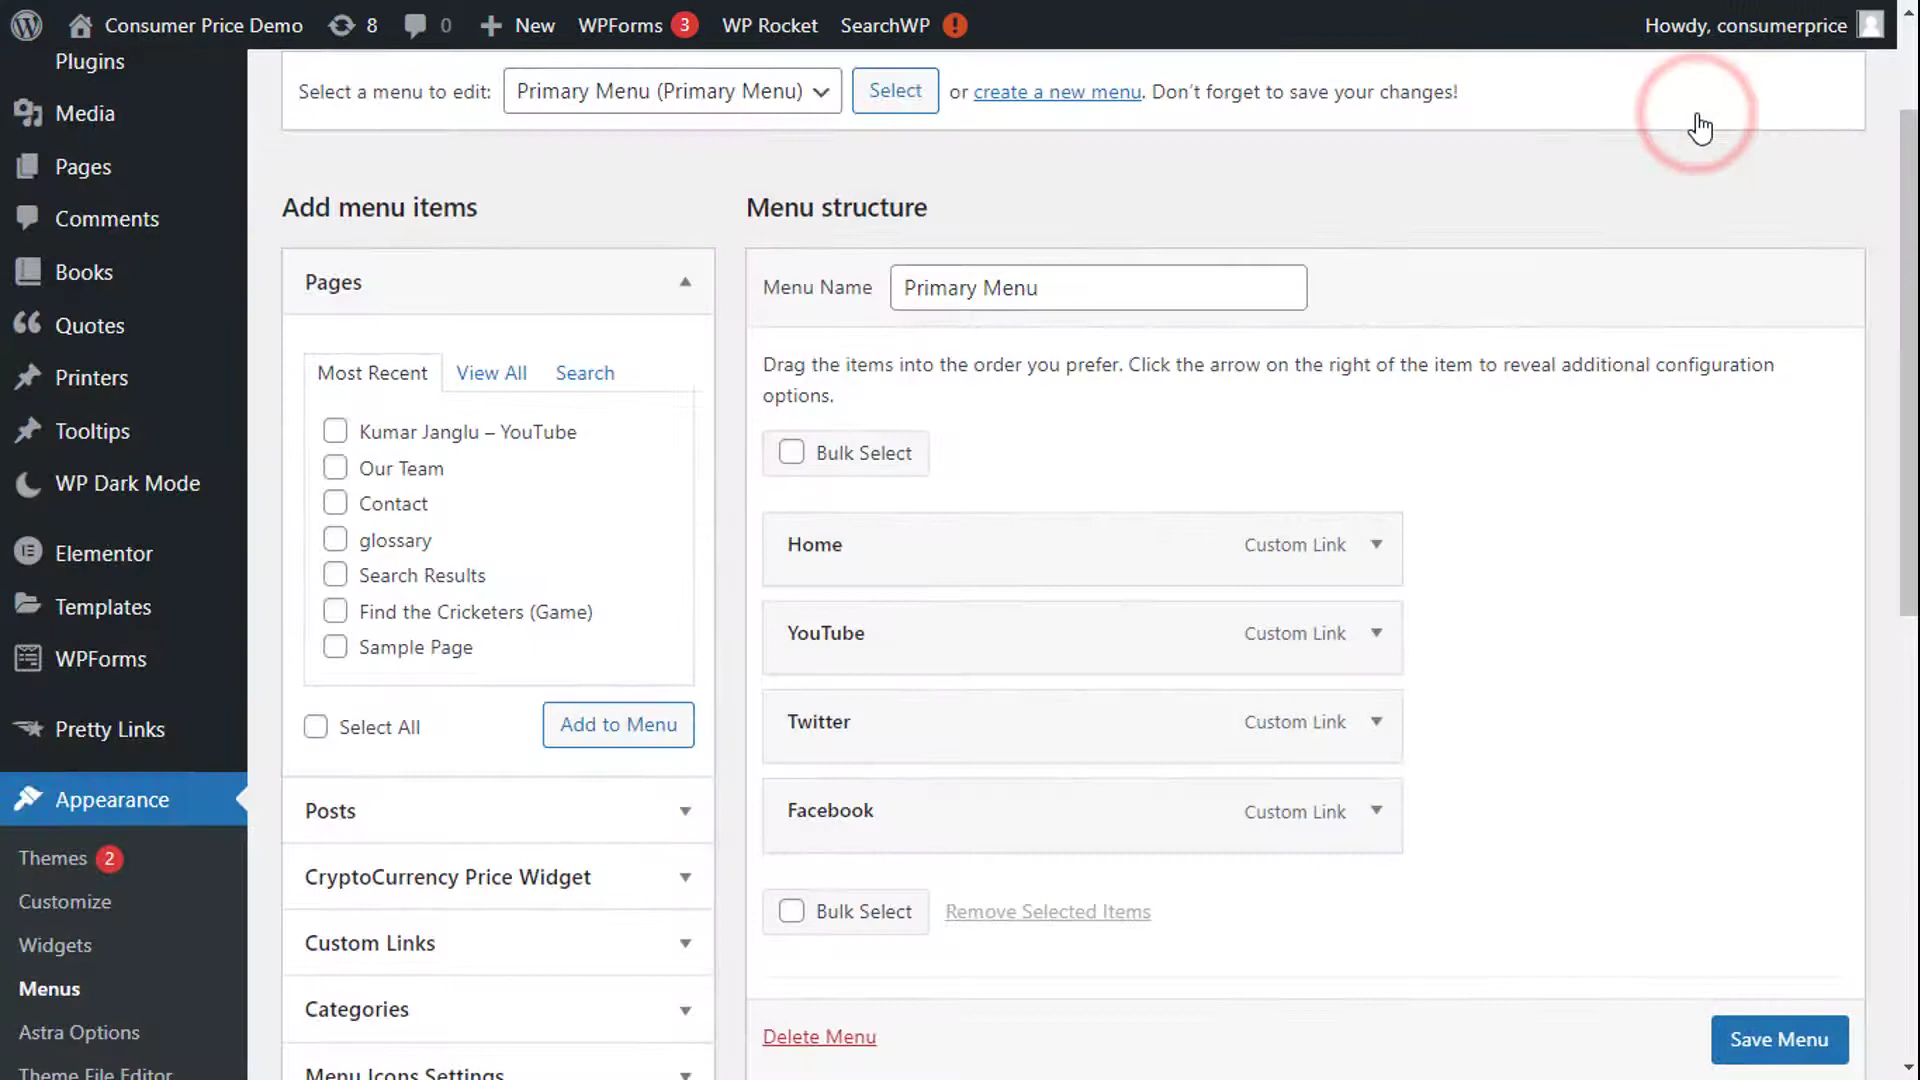 Consumer Price Demo 8 0 New WPForms 3 WP Rocket SearchWP ! Howdy, consumerprice
Plugins
Media
Pages
Comments
Books
Quotes
Printers
Tooltips
WP Dark Mode
Elementor
Templates
WPForms
Pretty Links
Appearance
Themes 2
Customize
Widgets
Menus
Astra Options
Theme File Editor
Select a menu to edit: Primary Menu (Primary Menu) Select or create a new menu. Don't forget to save your changes!
Add menu items
Pages
Most Recent View All Search
Kumar Janglu – YouTube
Our Team
Contact
glossary
Search Results
Find the Cricketers (Game)
Sample Page
Select All Add to Menu
Posts
CryptoCurrency Price Widget
Custom Links
Categories
Menu Icons Settings
Menu structure
Menu Name Primary Menu
Drag the items into the order you prefer. Click the arrow on the right of the item to reveal additional configuration
options.
Bulk Select
Home Custom Link
YouTube Custom Link
Twitter Custom Link
Facebook Custom Link
Bulk Select Remove Selected Items
Delete Menu Save Menu